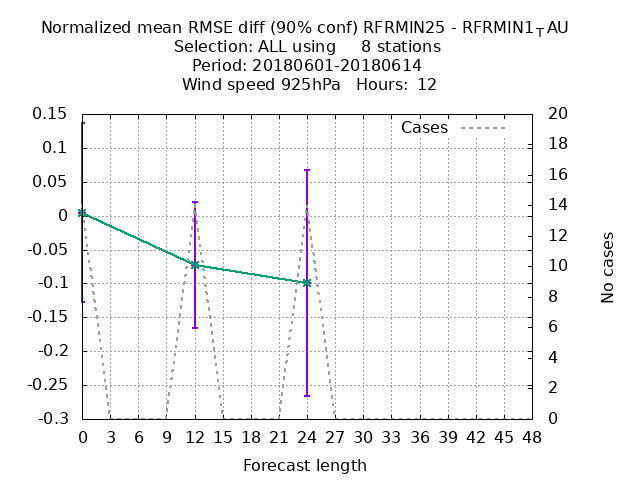 Normalized mean RMSE diff (90% conf) RFRMIN25 - RFRMIN1_TAU
Selection: ALL using     8 stations
Period: 20180601-20180614
Wind speed 925hPa   Hours:  12
Cases
0.15
0.1
0.05
0
-0.05
-0.1
-0.15
-0.2
-0.25
-0.3
20
18
16
14
12
10
8
6
4
2
0
No cases
0 3 6 9 12 15 18 21 24 27 30 33 36 39 42 45 48
Forecast length